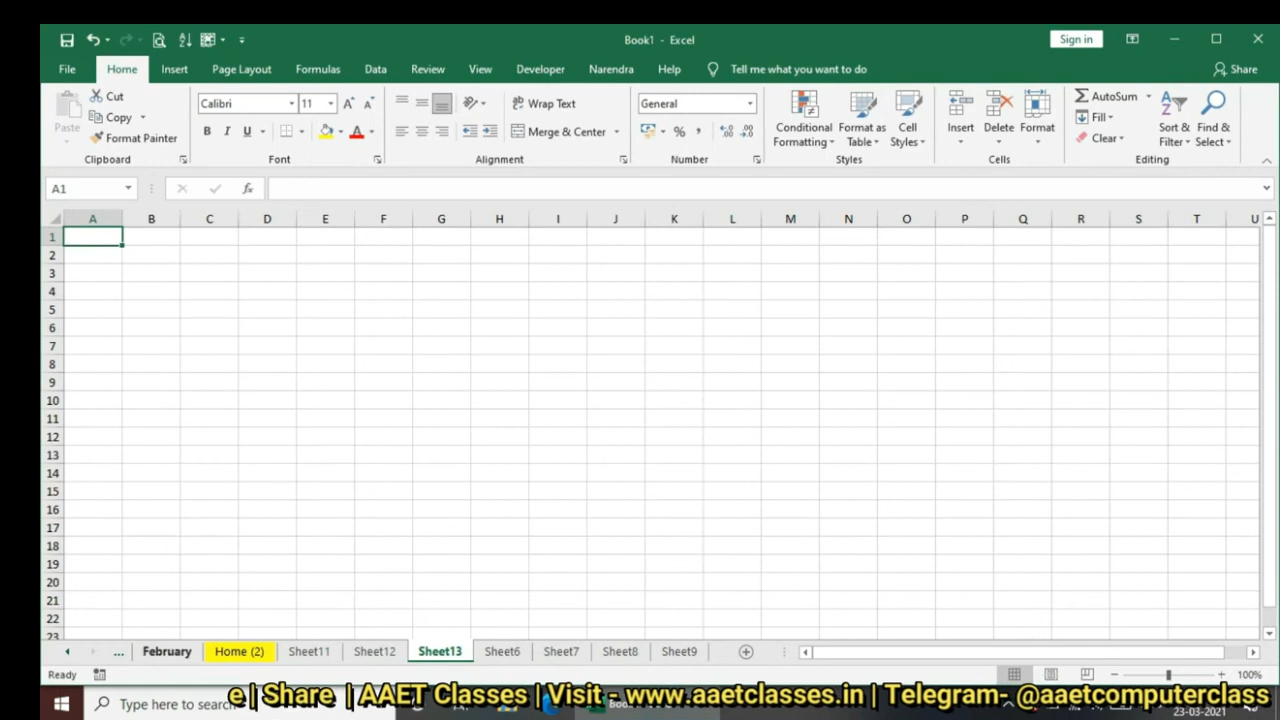 Book1 - Excel
Sign in
File Home Insert Page Layout Formulas Data Review View Developer Narendra Help Tell me what you want to do Share
Paste
Cut
Copy
Format Painter
Clipboard
Calibri 11
B I U
Font
Wrap Text
Merge & Center
Alignment
General
%
Number
Conditional Formatting
Format as Table
Cell Styles
Styles
Insert
Delete
Format
Cells
AutoSum
Fill
Clear
Sort & Filter
Find & Select
Editing
A1
fx
A B C D E F G H I J K L M N O P Q R S T U
1
2
3
4
5
6
7
8
9
10
11
12
13
14
15
16
17
18
19
20
21
22
23
... February Home (2) Sheet11 Sheet12 Sheet13 Sheet6 Sheet7 Sheet8 Sheet9
Ready
100%
e | Share | AAET Classes | Visit - www.aaetclasses.in | Telegram- @aaetcomputerclass
Type here to search
23-03-2021